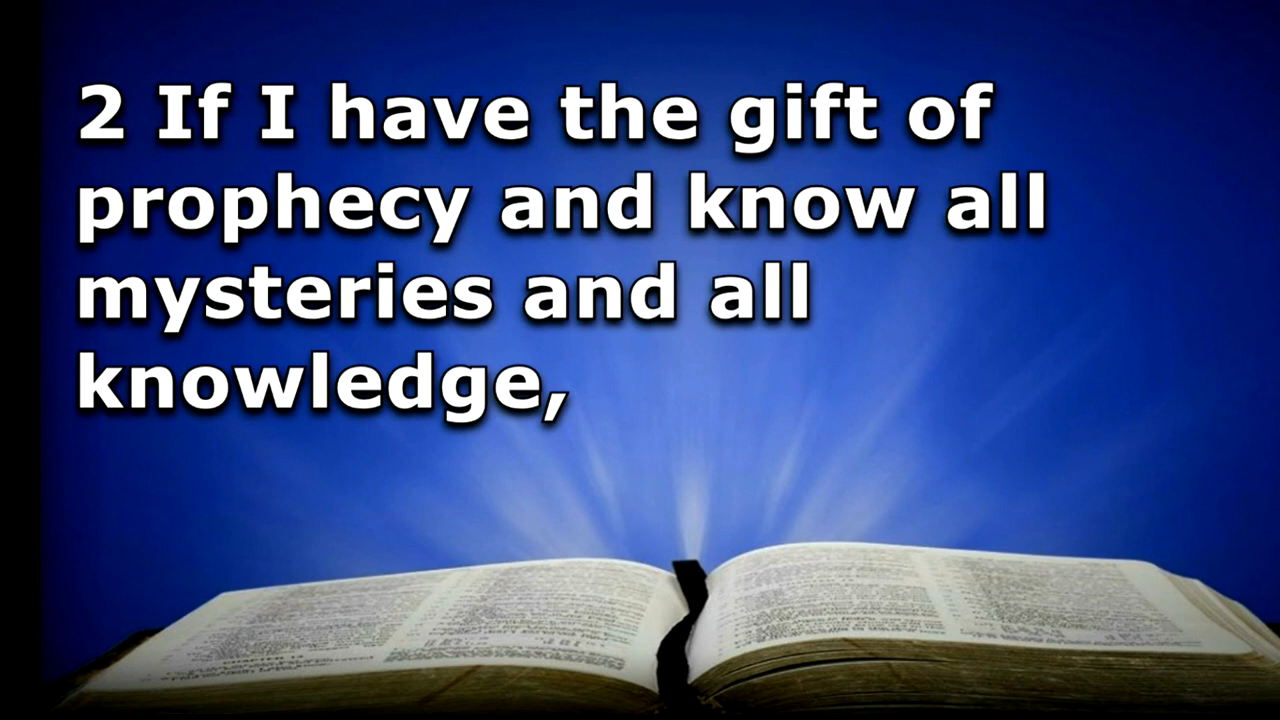 2 If I have the gift of
prophecy and know all
mysteries and all
knowledge,